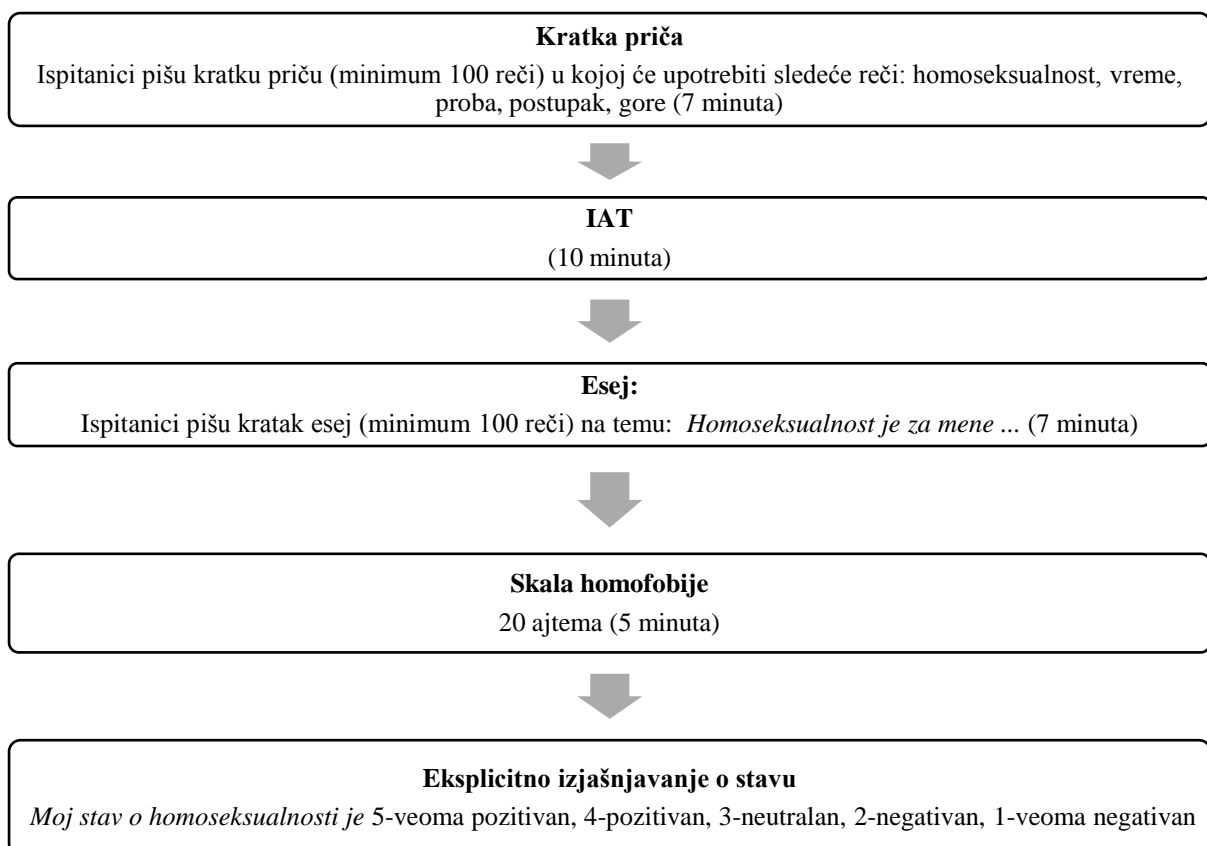 Kratka priča
Ispitanici pišu kratku priču (minimum 100 reči) u kojoj će upotrebiti sledeće reči: homoseksualnost, vreme,
proba, postupak, gore (7 minuta)
IAT
(10 minuta)
Esej:
Ispitanici pišu kratak esej (minimum 100 reči) na temu: Homoseksualnost je za mene ... (7 minuta)
Skala homofobije
20 ajtema (5 minuta)
Eksplicitno izjašnjavanje o stavu
Moj stav o homoseksualnosti je 5-veoma pozitivan, 4-pozitivan, 3-neutralan, 2-negativan, 1-veoma negativan